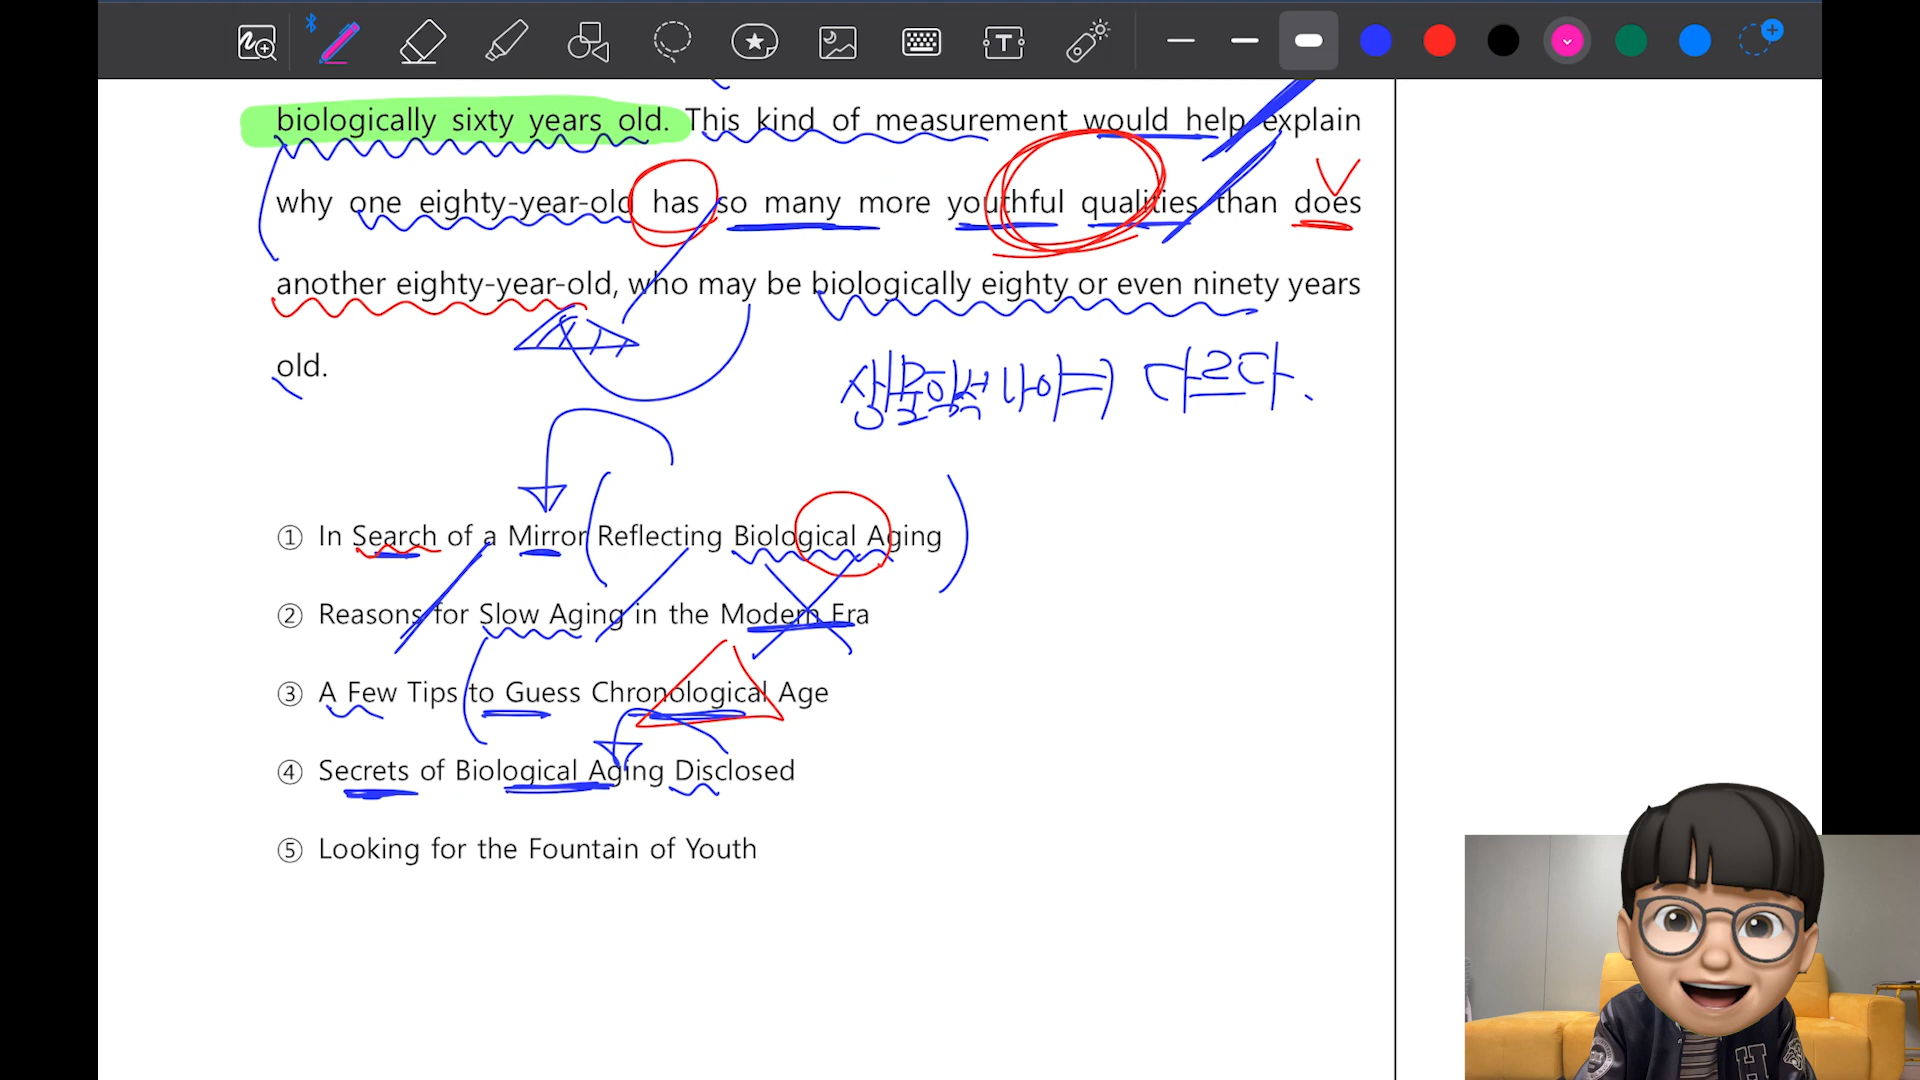 biologically sixty years old. This kind of measurement would help explain
why one eighty-year-old has so many more youthful qualities than does
another eighty-year-old, who may be biologically eighty or even ninety years
old.
생물학적 나이 다르다.
① In Search of a Mirror Reflecting Biological Aging
② Reasons for Slow Aging in the Modern Era
③ A Few Tips to Guess Chronological Age
④ Secrets of Biological Aging Disclosed
⑤ Looking for the Fountain of Youth
H